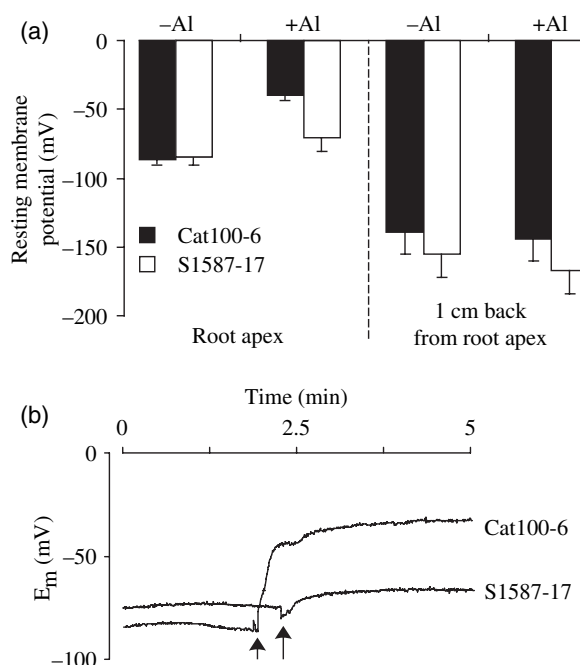 (a)
−Al +Al −Al +Al
0
−50
−100
−150
−200
Resting membrane
potential (mV)
Cat100-6
S1587-17
Root apex
1 cm back
from root apex
(b)
Time (min)
0 2.5 5
0
−50
−100
Em (mV)
Cat100-6
S1587-17